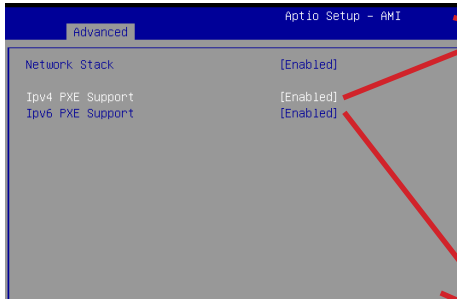 Aptio Setup - AMI
Advanced
Network Stack [Enabled]
Ipv4 PXE Support [Enabled]
Ipv6 PXE Support [Enabled]